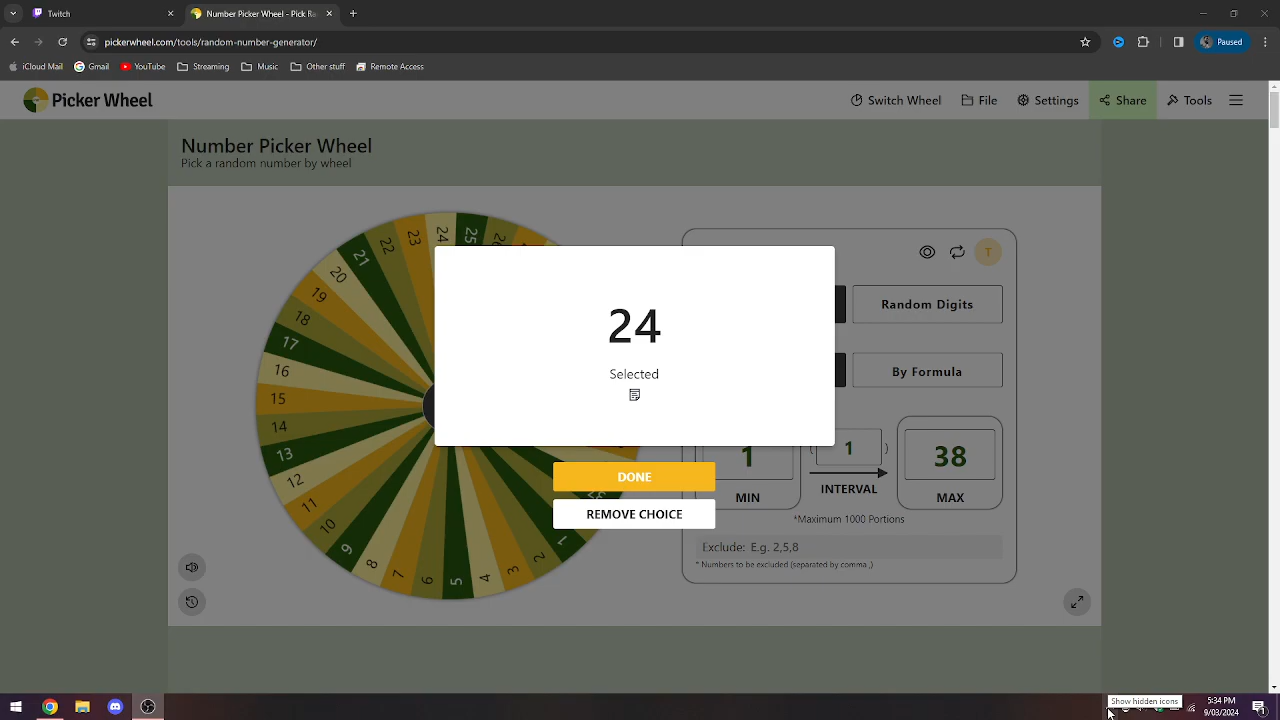 Twitch
Number Picker Wheel - Pick Ra
pickerwheel.com/tools/random-number-generator/
Paused
iCloud Mail
Gmail
YouTube
Streaming
Music
Other stuff
Remote Access
Picker Wheel
Switch Wheel
File
Settings
Share
Tools
Number Picker Wheel
Pick a random number by wheel
25
24
23
22
21
20
19
18
17
16
15
14
13
12
11
10
9
8
7
6
5
4
3
2
1
24
Selected
DONE
REMOVE CHOICE
T
Random Digits
By Formula
1
( 1 )
38
MIN
INTERVAL
MAX
*Maximum 1000 Portions
Exclude: E.g. 2,5,8
* Numbers to be excluded (separated by comma ,)
Show hidden icons
5:34 PM
9/03/2024